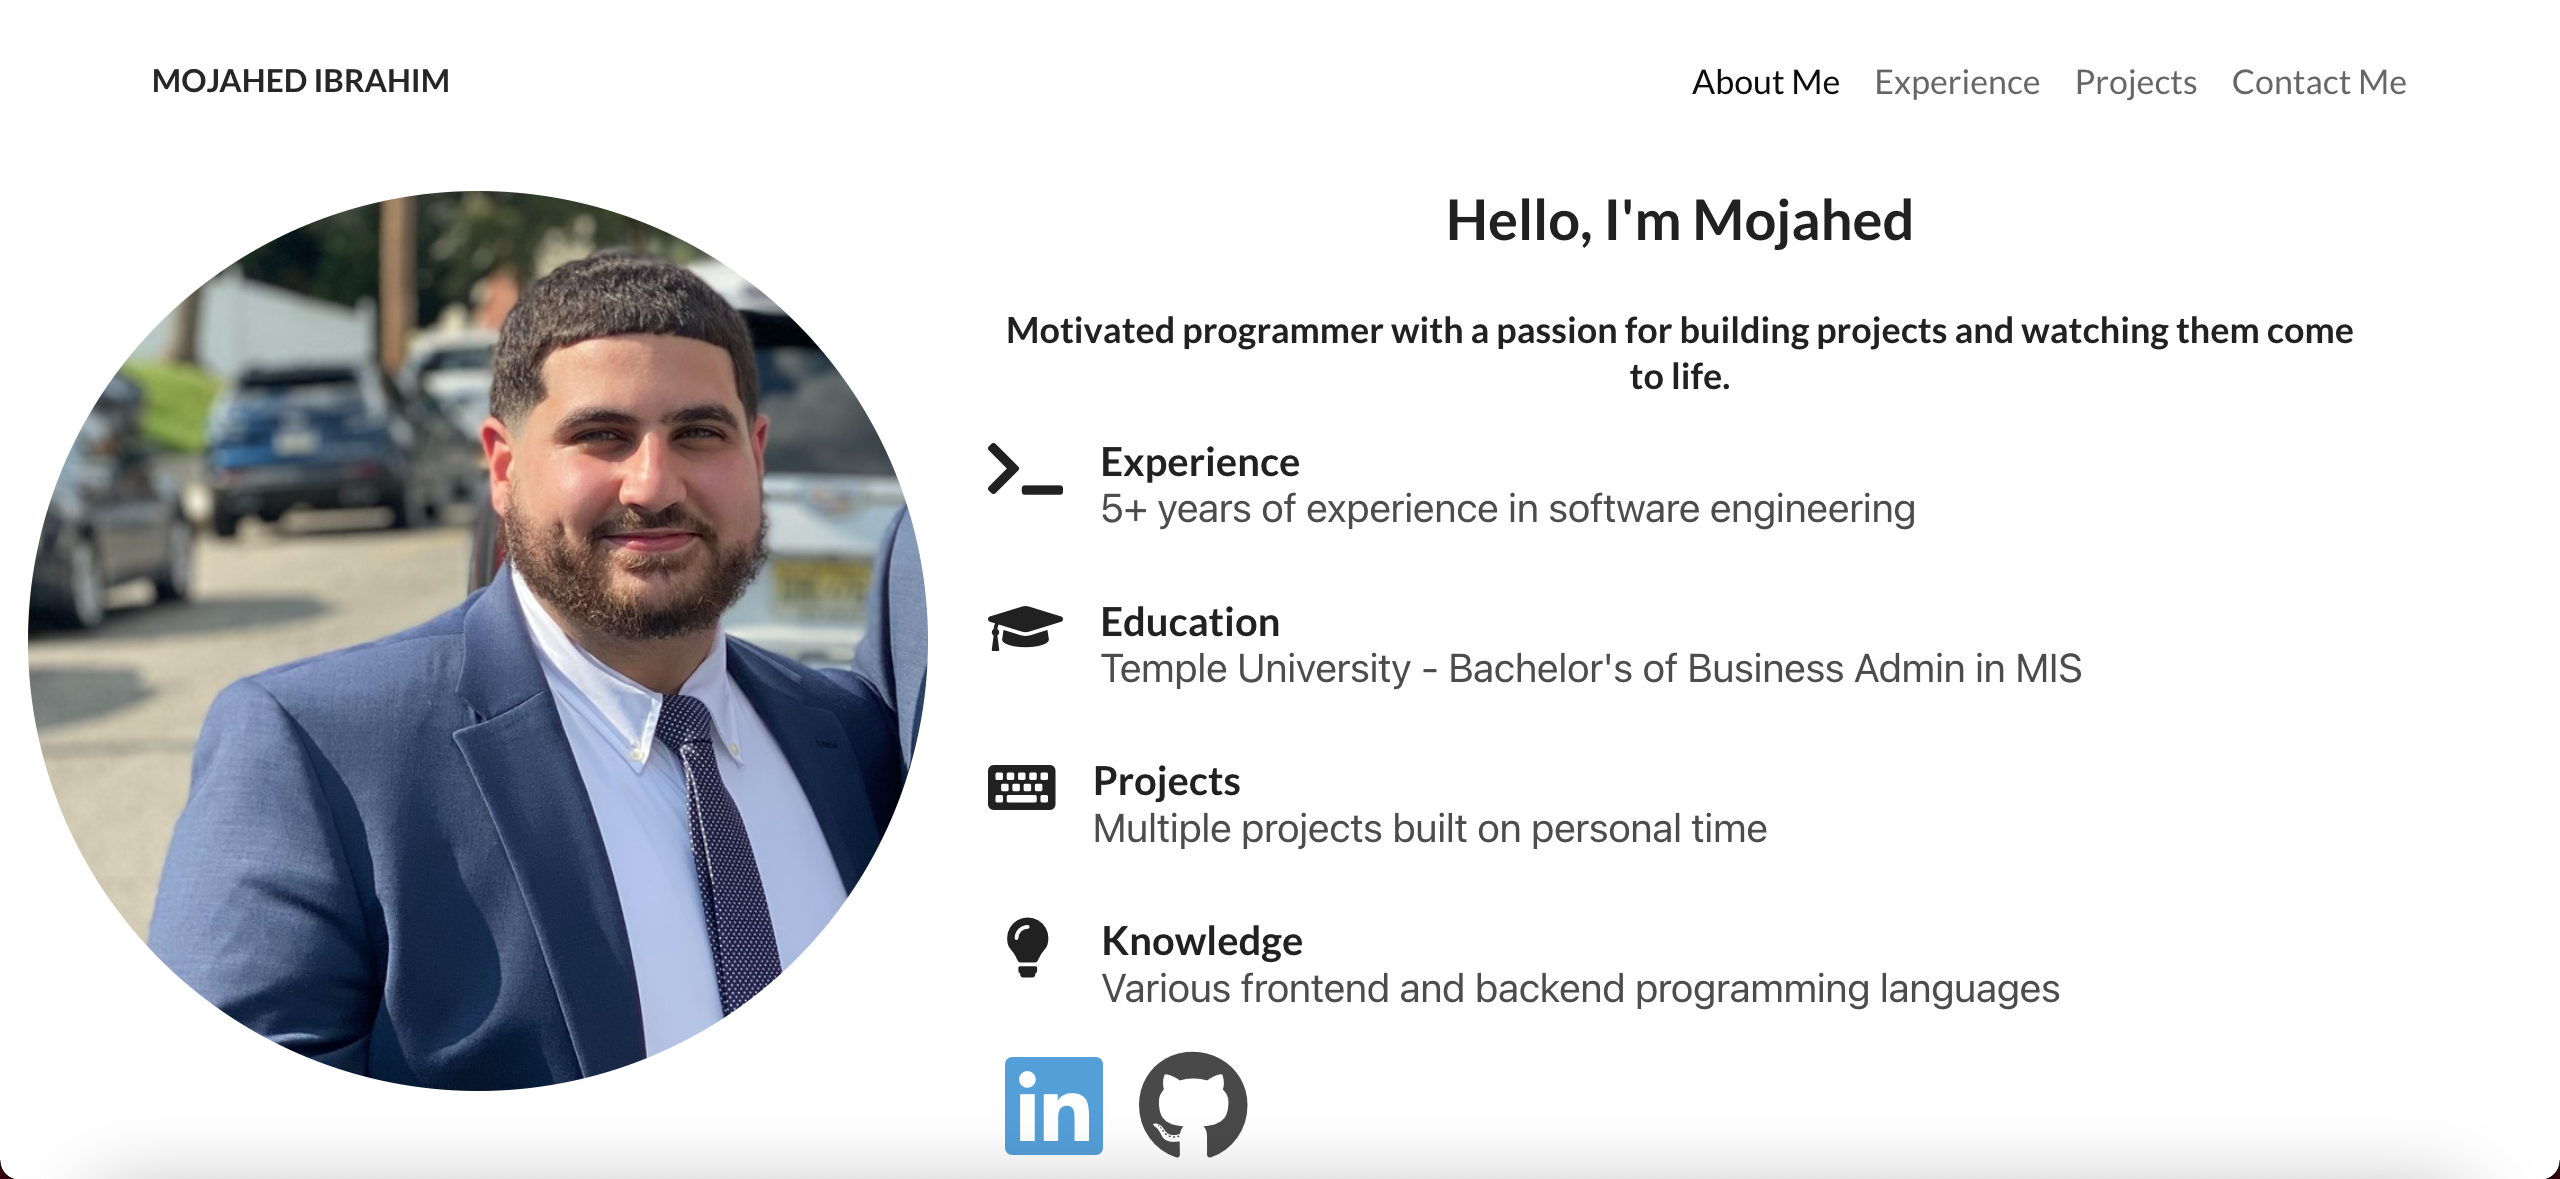 MOJAHED IBRAHIM
About Me Experience Projects Contact Me
Hello, I'm Mojahed
Motivated programmer with a passion for building projects and watching them come
to life.
Experience
5+ years of experience in software engineering
Education
Temple University - Bachelor's of Business Admin in MIS
Projects
Multiple projects built on personal time
Knowledge
Various frontend and backend programming languages
in